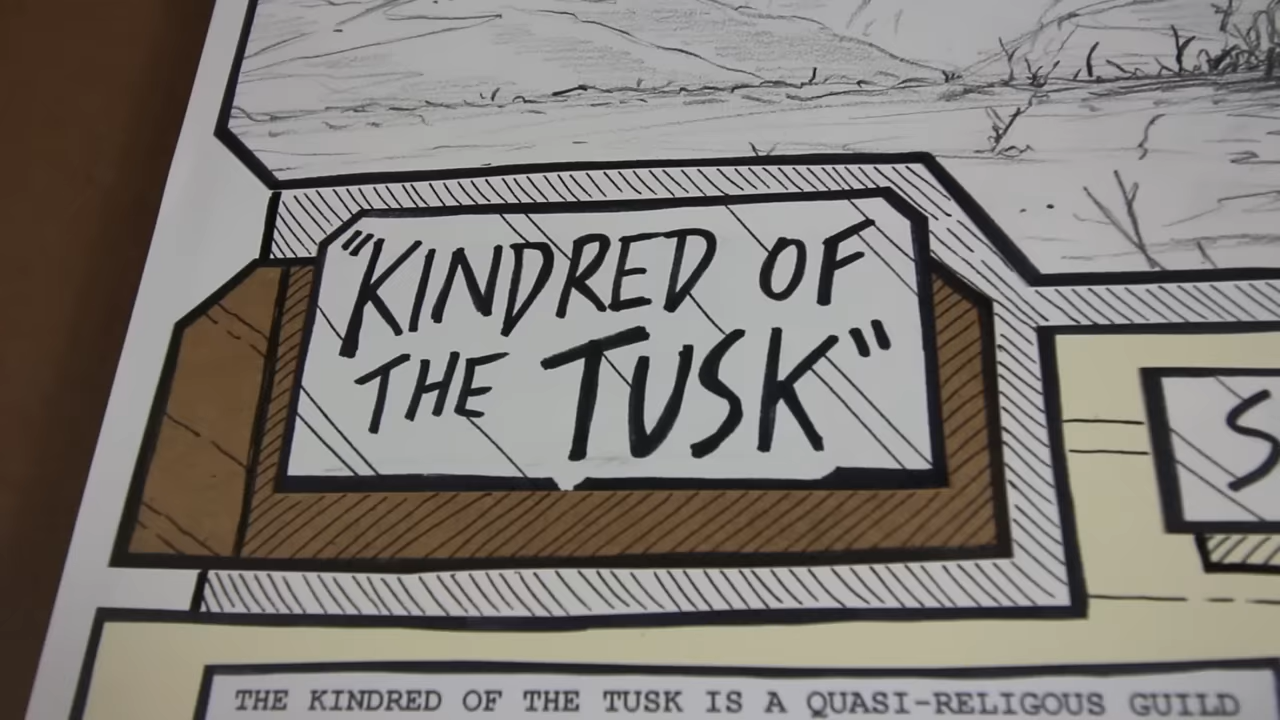 "KINDRED OF
THE TUSK"
S
THE KINDRED OF THE TUSK IS A QUASI-RELIGOUS GUILD